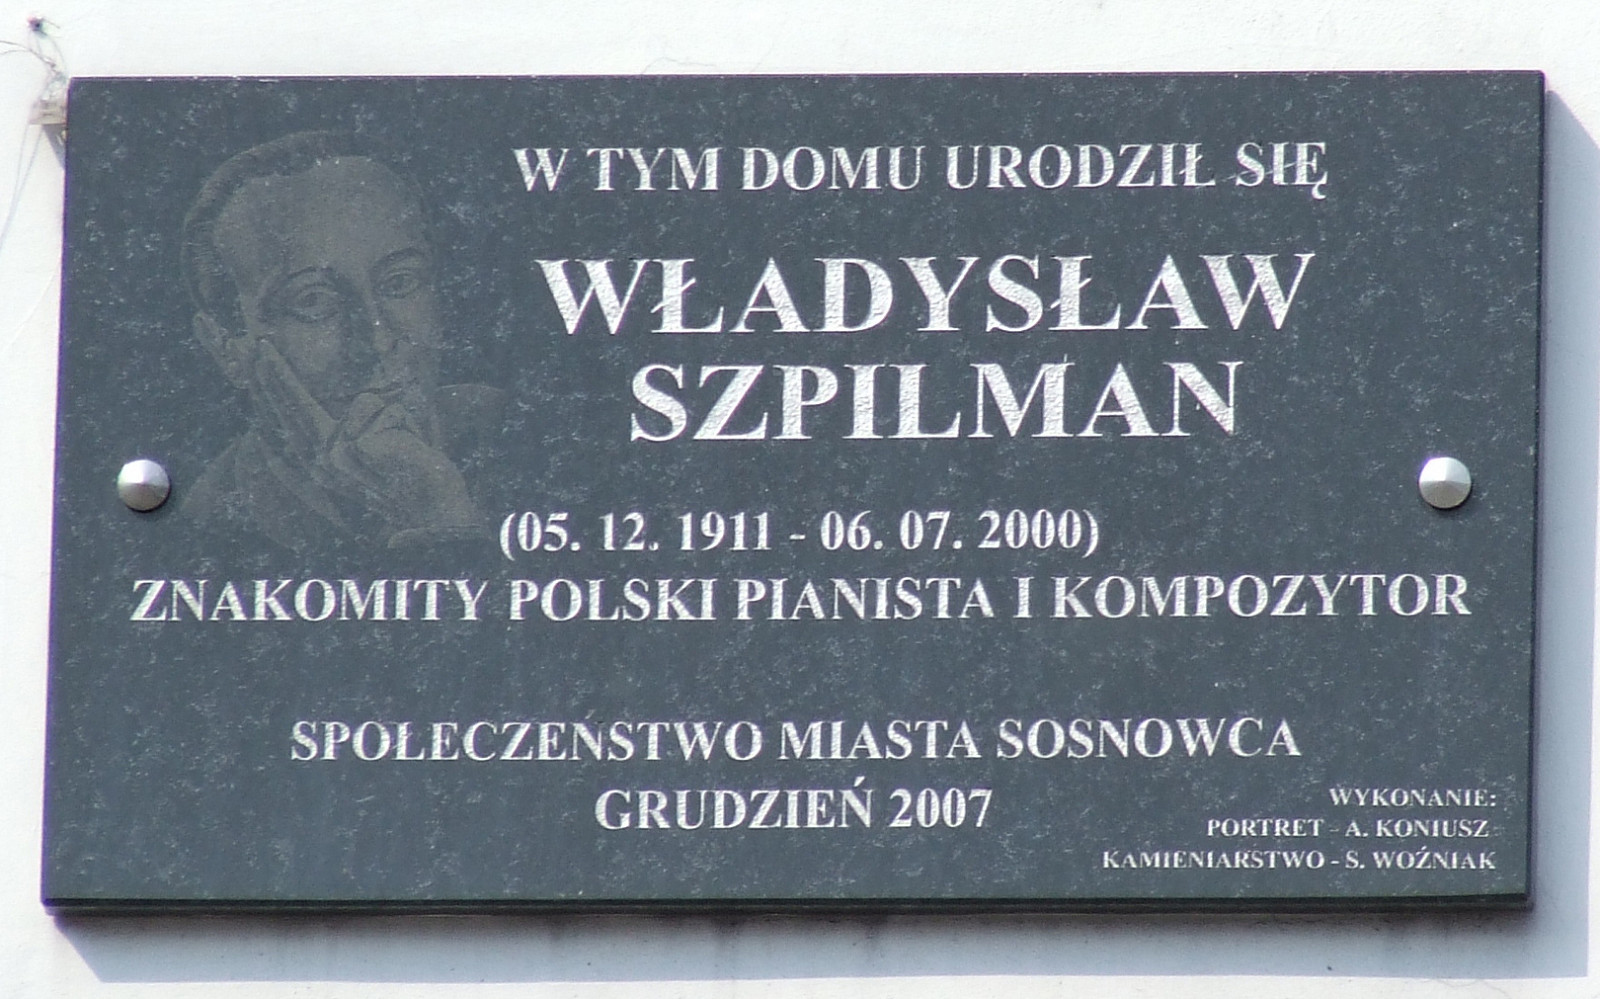 W TYM DOMU URODZIŁ SIĘ
WŁADYSŁAW
SZPILMAN
(05. 12. 1911 - 06. 07. 2000)
ZNAKOMITY POLSKI PIANISTA I KOMPOZYTOR
SPOŁECZEŃSTWO MIASTA SOSNOWCA
GRUDZIEŃ 2007
WYKONANIE:
PORTRET - A. KONIUSZ
KAMIENIARSTWO - S. WOŹNIAK